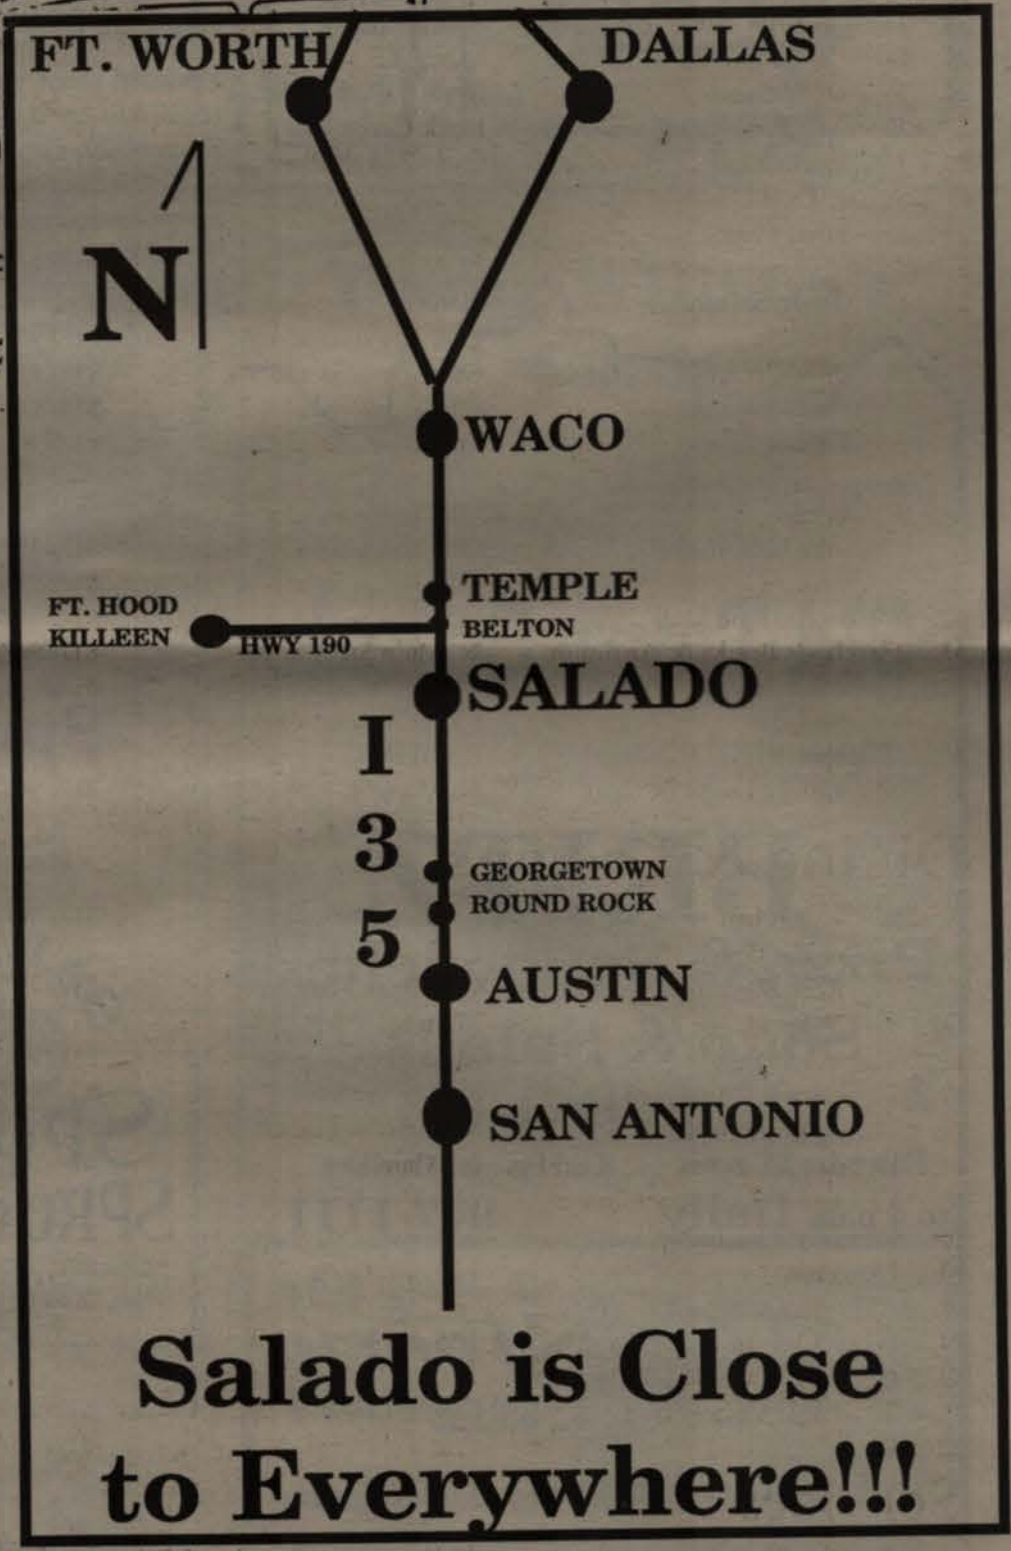 FT. WORTH
DALLAS
N
WACO
TEMPLE
FT. HOOD
KILLEEN
HWY 190
BELTON
SALADO
I
3
5
GEORGETOWN
ROUND ROCK
AUSTIN
SAN ANTONIO
Salado is Close
to Everywhere!!!